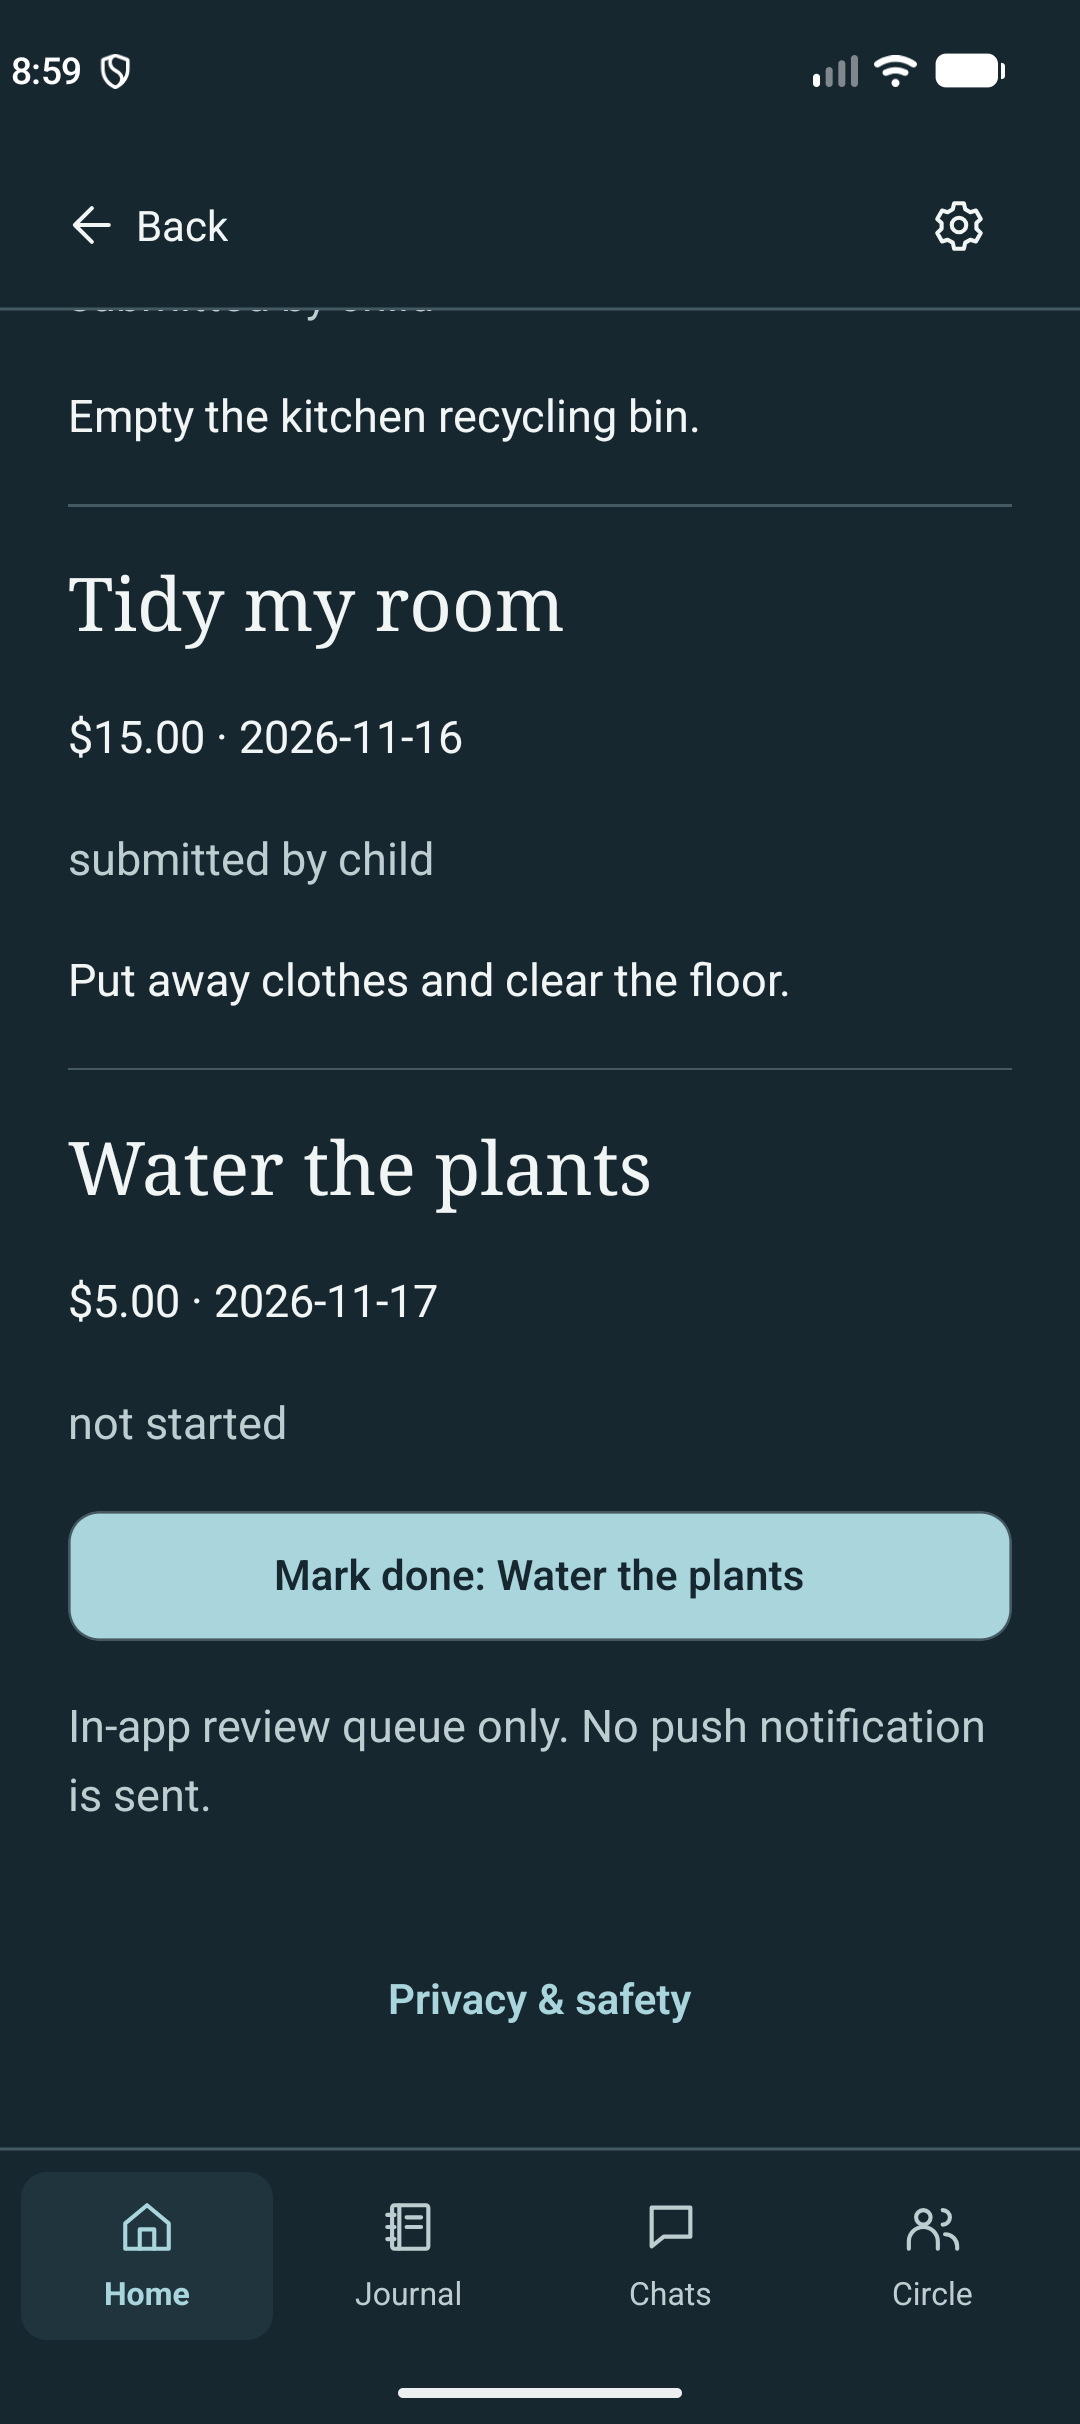 8:59
Back
Empty the kitchen recycling bin.
Tidy my room
$15.00 · 2026-11-16
submitted by child
Put away clothes and clear the floor.
Water the plants
$5.00 · 2026-11-17
not started
Mark done: Water the plants
In-app review queue only. No push notification
is sent.
Privacy & safety
Home
Journal
Chats
Circle